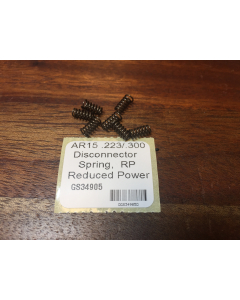 AR15 .223/.300
Disconnector
Spring, RP
Reduced Power
GS34905